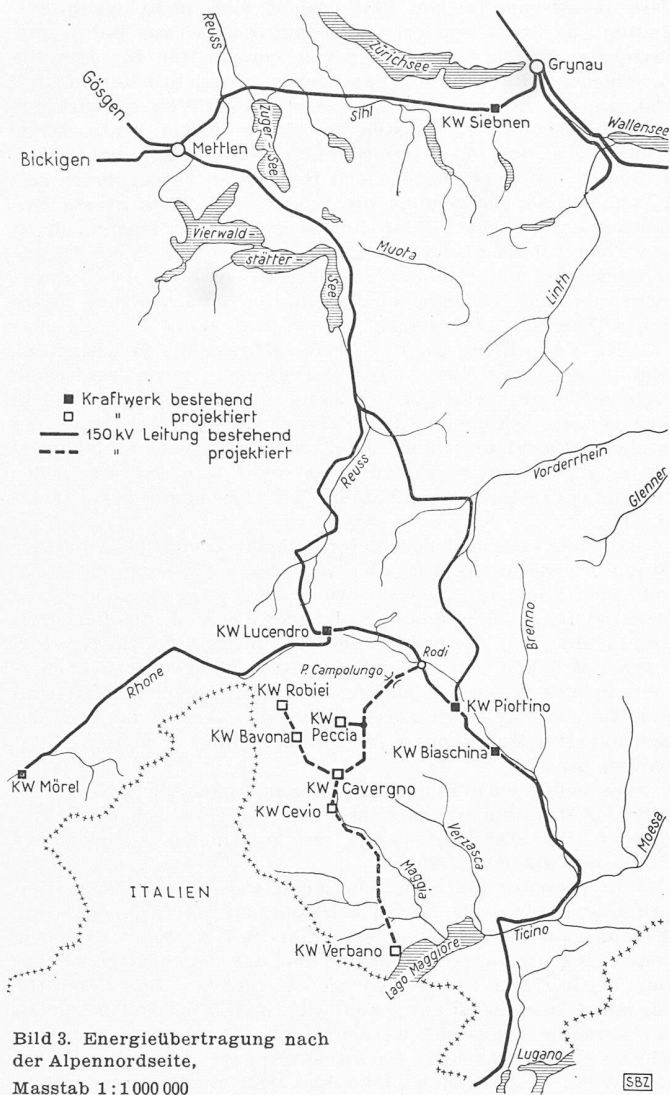 Reuss
Zürichsee
Grynau
Gösgen
Zuger-
See
Sihl
KW Siebnen
Wallensee
Mettlen
Bickigen
Vierwald-
stätter-
See
Muota
Linth
Kraftwerk bestehend
" projektiert
150 kV Leitung bestehend
" projektiert
Reuss
Vorderrhein
Glenner
Brenno
KW Lucendro
Rodi
P. Campolungo
Rhone
KW Robiei
KW Piottino
KW
Peccia
KW Bavona
KW Biaschina
KW Mörel
KW Cavergno
KW Cevio
Verzasca
Moesa
Maggia
ITALIEN
Ticino
KW Verbano
Lago Maggiore
Lugano
Bild 3. Energieübertragung nach
der Alpennordseite,
Masstab 1:1 000 000
SBZ